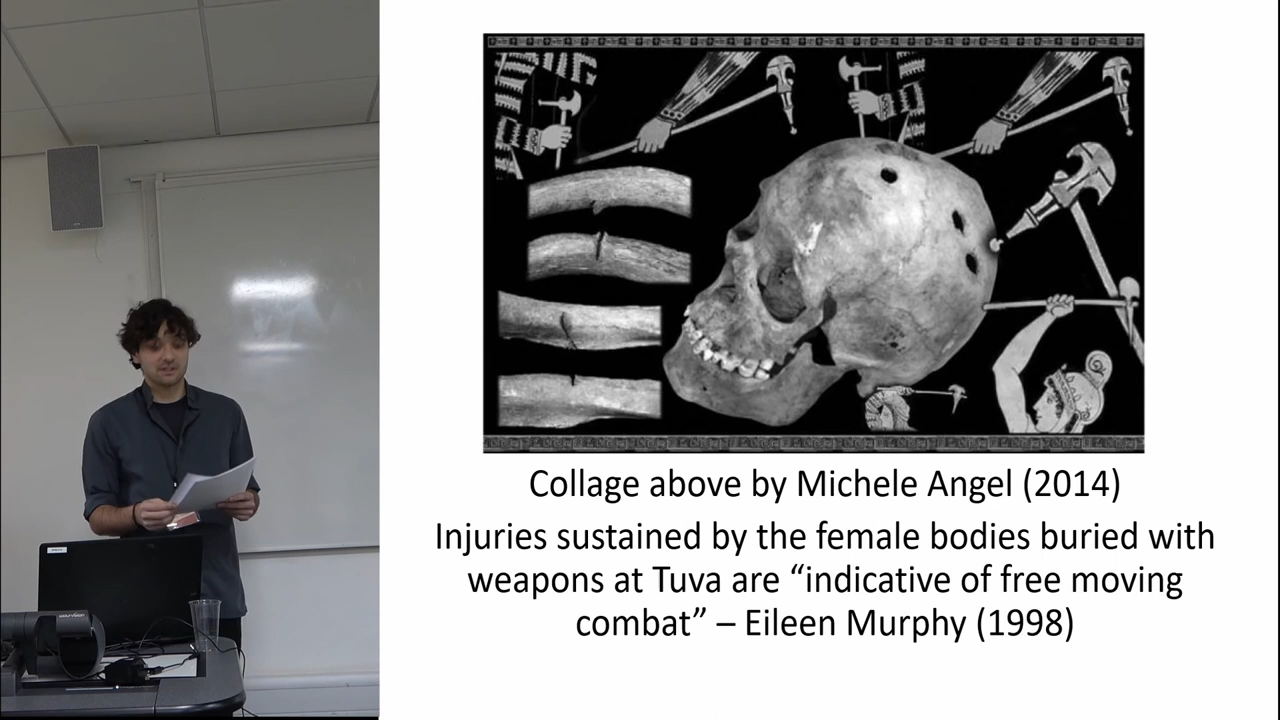 Collage above by Michele Angel (2014)
Injuries sustained by the female bodies buried with
weapons at Tuva are “indicative of free moving
combat” – Eileen Murphy (1998)